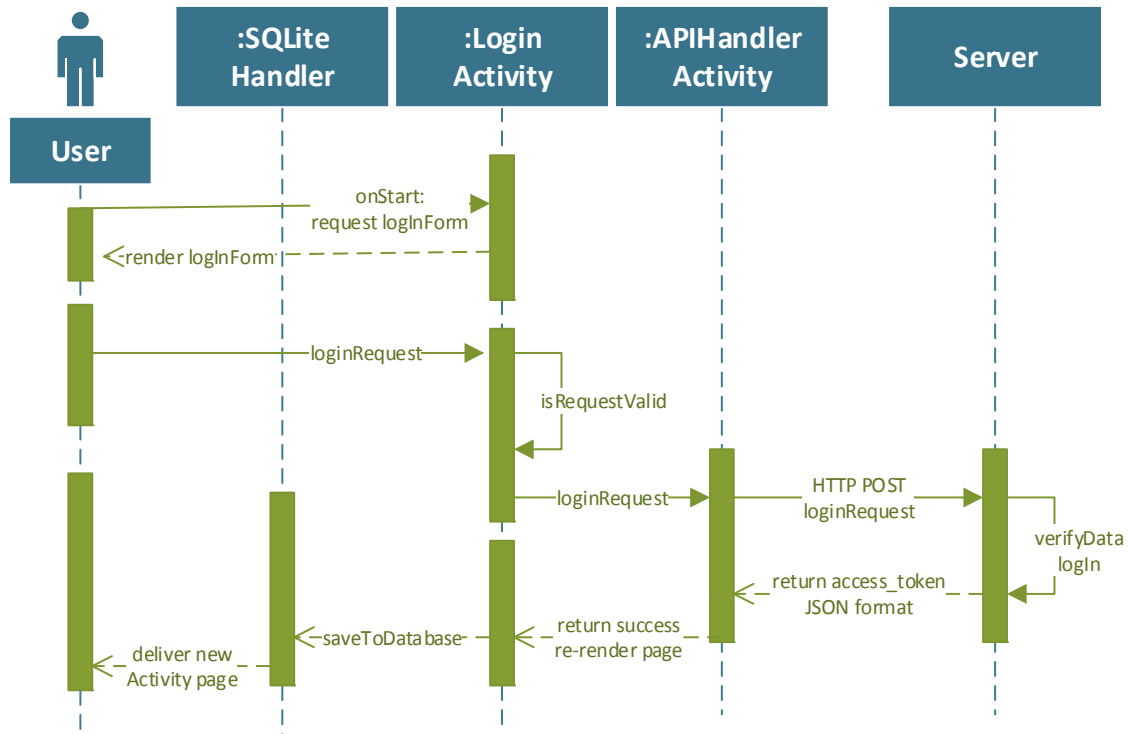 :SQLite
Handler
:Login
Activity
:APIHandler
Activity
Server
User
onStart:
request logInForm
render logInForm
loginRequest
isRequestValid
loginRequest
HTTP POST
loginRequest
verifyData
logIn
return access_token
JSON format
return success
re-render page
saveToDatabase
deliver new
Activity page